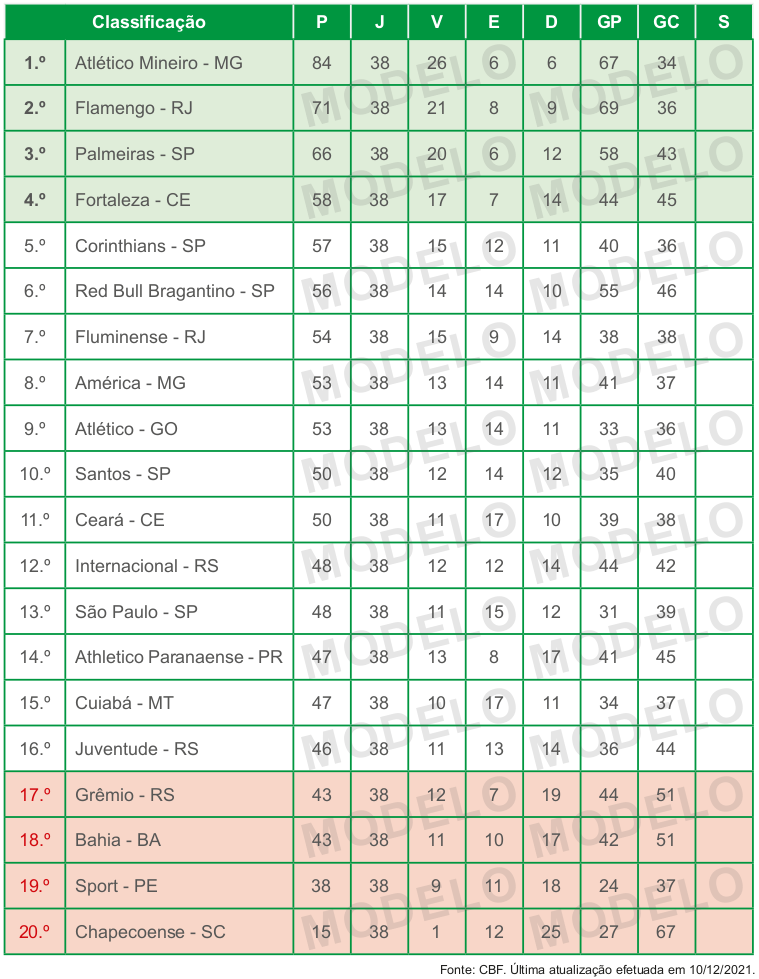 Classificação P J V E D GP GC S
1.º Atlético Mineiro - MG 84 38 26 6 6 67 34
2.º Flamengo - RJ 71 38 21 8 9 69 36
3.º Palmeiras - SP 66 38 20 6 12 58 43
4.º Fortaleza - CE 58 38 17 7 14 44 45
5.º Corinthians - SP 57 38 15 12 11 40 36
6.º Red Bull Bragantino - SP 56 38 14 14 10 55 46
7.º Fluminense - RJ 54 38 15 9 14 38 38
8.º América - MG 53 38 13 14 11 41 37
9.º Atlético - GO 53 38 13 14 11 33 36
10.º Santos - SP 50 38 12 14 12 35 40
11.º Ceará - CE 50 38 11 17 10 39 38
12.º Internacional - RS 48 38 12 12 14 44 42
13.º São Paulo - SP 48 38 11 15 12 31 39
14.º Athletico Paranaense - PR 47 38 13 8 17 41 45
15.º Cuiabá - MT 47 38 10 17 11 34 37
16.º Juventude - RS 46 38 11 13 14 36 44
17.º Grêmio - RS 43 38 12 7 19 44 51
18.º Bahia - BA 43 38 11 10 17 42 51
19.º Sport - PE 38 38 9 11 18 24 37
20.º Chapecoense - SC 15 38 1 12 25 27 67
Fonte: CBF. Última atualização efetuada em 10/12/2021.
MODELO MODELO
MODELO MODELO
MODELO MODELO
MODELO MODELO
MODELO MODELO
MODELO MODELO
MODELO MODELO
MODELO MODELO
MODELO MODELO
MODELO MODELO